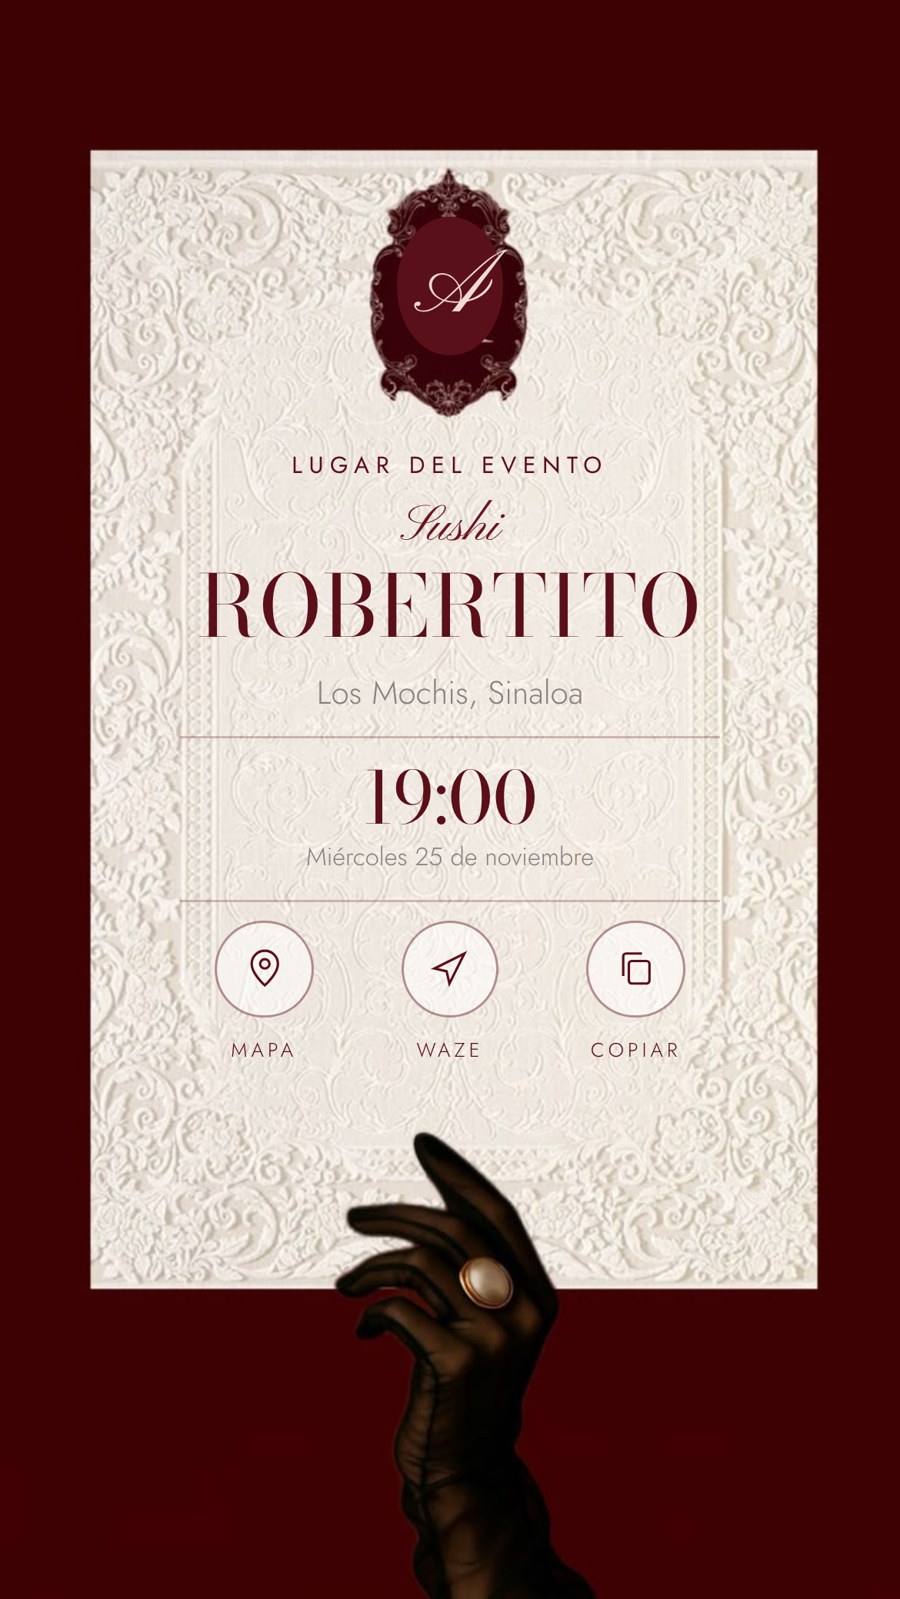 A
LUGAR DEL EVENTO
Sushi
ROBERTITO
Los Mochis, Sinaloa
19:00
Miércoles 25 de noviembre
MAPA WAZE COPIAR